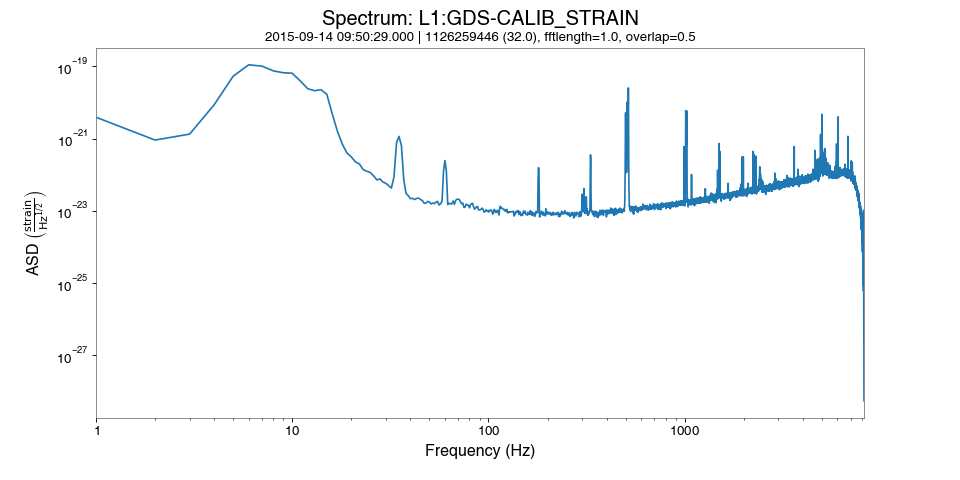 Spectrum: L1:GDS-CALIB_STRAIN
2015-09-14 09:50:29.000 | 1126259446 (32.0), fftlength=1.0, overlap=0.5
10^−19
10^−21
10^−23
10^−25
10^−27
ASD (strain/Hz^1/2)
1 10 100 1000
Frequency (Hz)